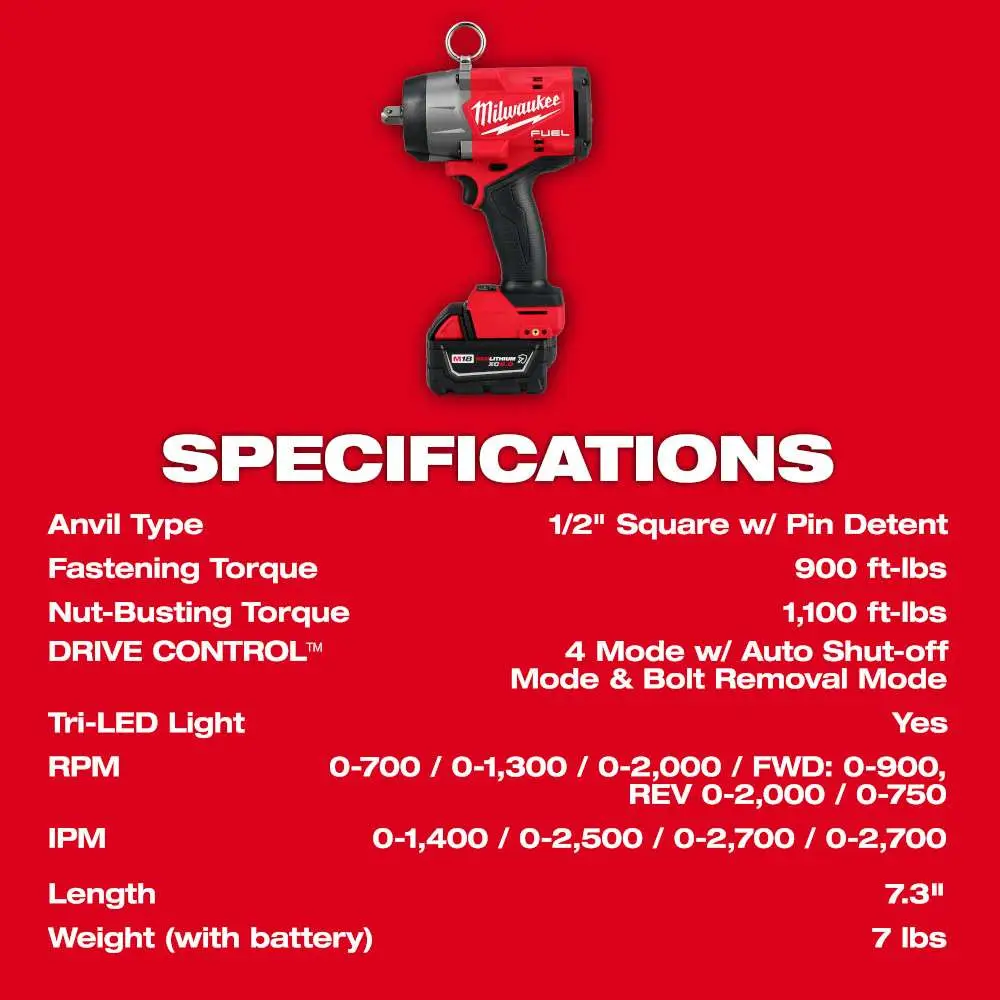 Milwaukee
FUEL
M18 REDLITHIUM
XC5.0
SPECIFICATIONS
Anvil Type 1/2" Square w/ Pin Detent
Fastening Torque 900 ft-lbs
Nut-Busting Torque 1,100 ft-lbs
DRIVE CONTROL™ 4 Mode w/ Auto Shut-off
Mode & Bolt Removal Mode
Tri-LED Light Yes
RPM 0-700 / 0-1,300 / 0-2,000 / FWD: 0-900,
REV 0-2,000 / 0-750
IPM 0-1,400 / 0-2,500 / 0-2,700 / 0-2,700
Length 7.3"
Weight (with battery) 7 lbs